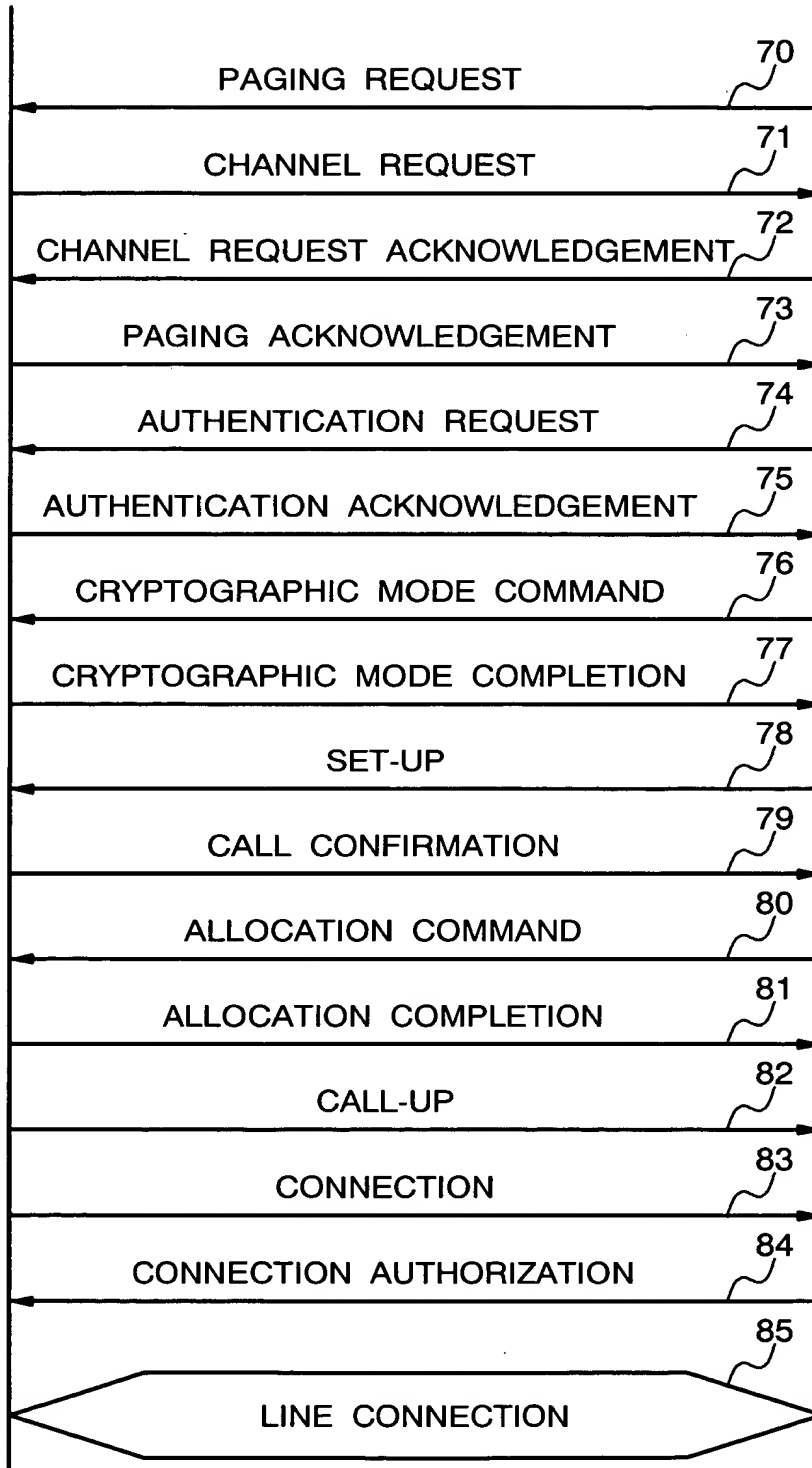 70
PAGING REQUEST
71
CHANNEL REQUEST
72
CHANNEL REQUEST ACKNOWLEDGEMENT
73
PAGING ACKNOWLEDGEMENT
74
AUTHENTICATION REQUEST
75
AUTHENTICATION ACKNOWLEDGEMENT
76
CRYPTOGRAPHIC MODE COMMAND
77
CRYPTOGRAPHIC MODE COMPLETION
78
SET-UP
79
CALL CONFIRMATION
80
ALLOCATION COMMAND
81
ALLOCATION COMPLETION
82
CALL-UP
83
CONNECTION
84
CONNECTION AUTHORIZATION
85
LINE CONNECTION